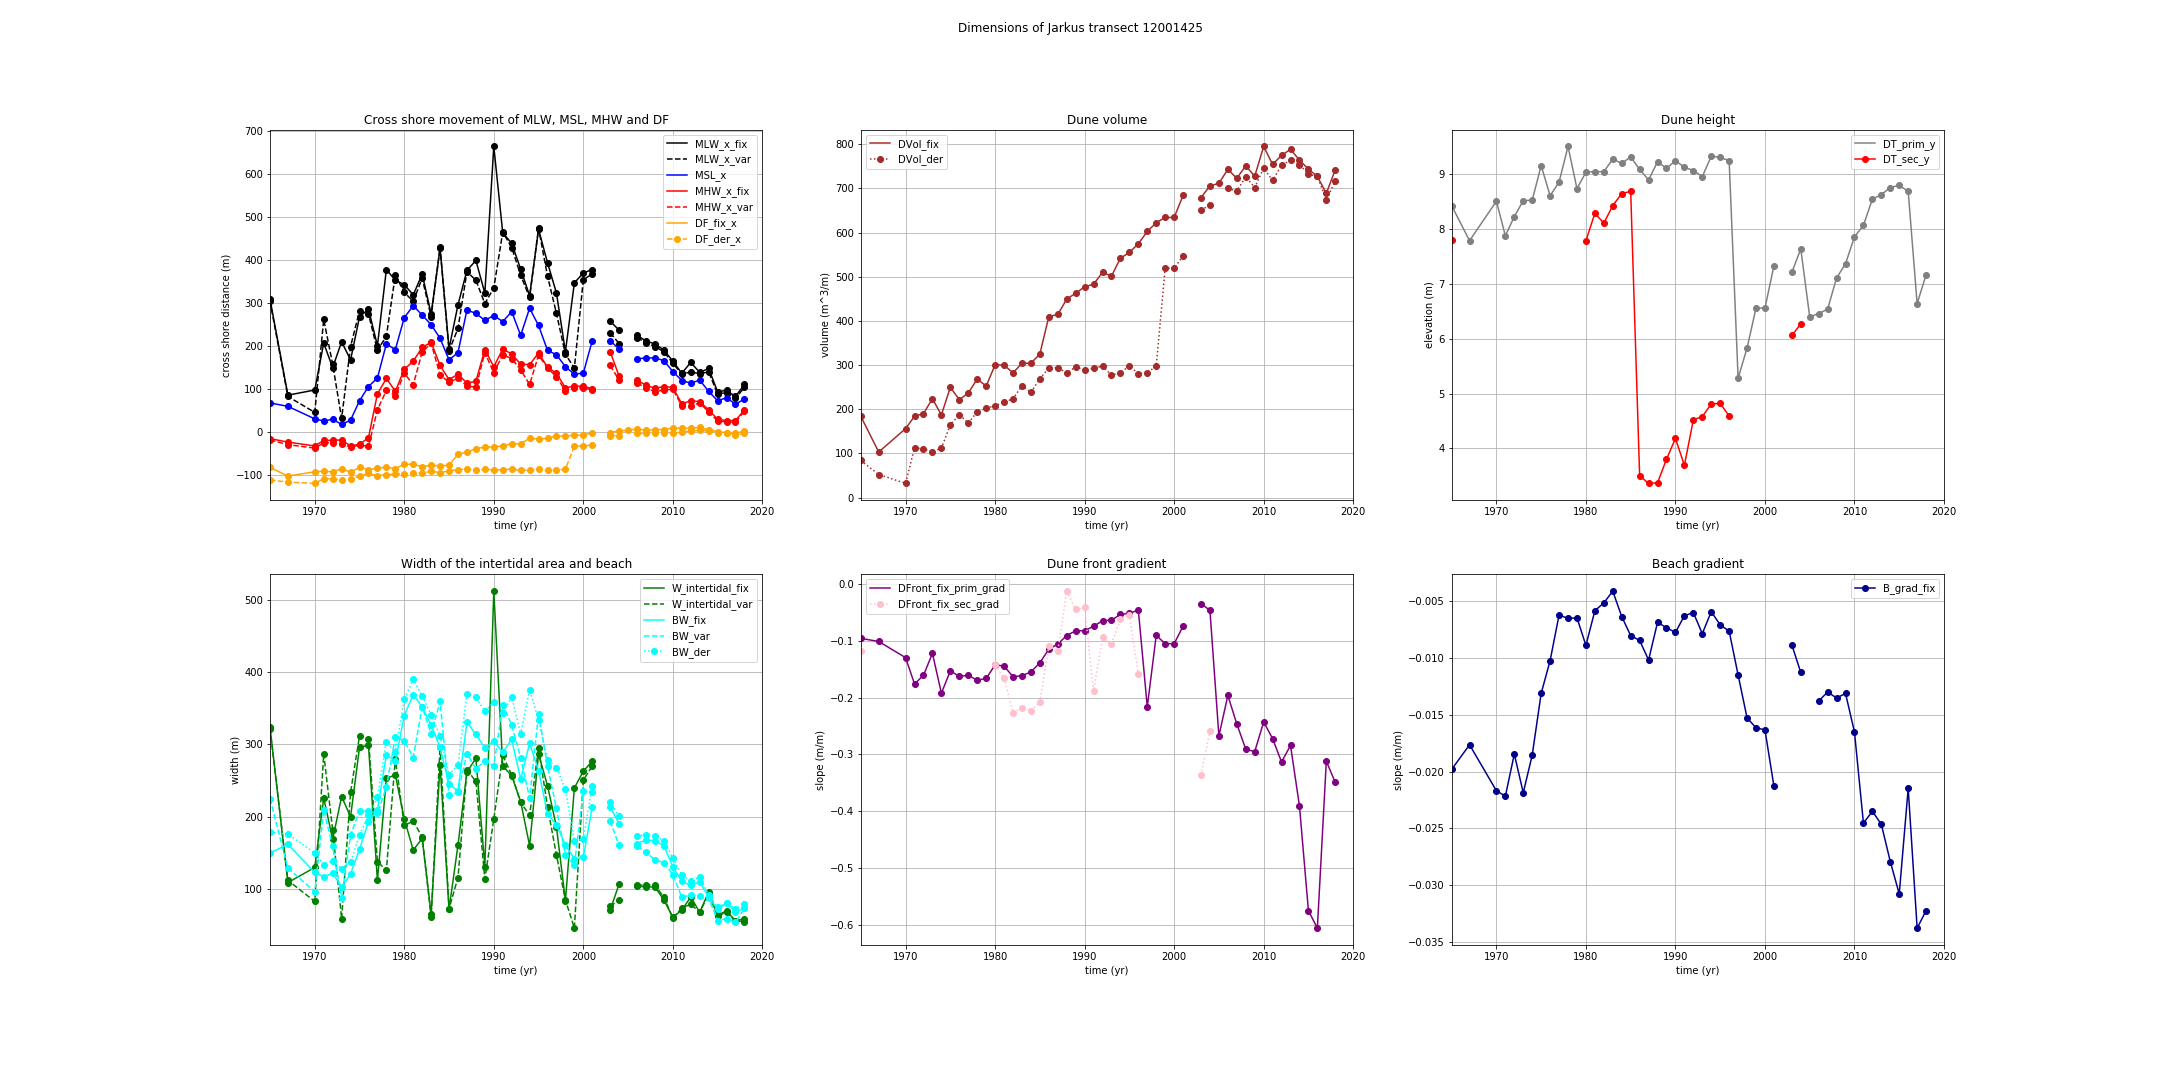 Dimensions of Jarkus transect 12001425
Cross shore movement of MLW, MSL, MHW and DF
cross shore distance (m)
700
600
500
400
300
200
100
0
−100
MLW_x_fix
MLW_x_var
MSL_x
MHW_x_fix
MHW_x_var
DF_fix_x
DF_der_x
1970 1980 1990 2000 2010 2020
time (yr)
Dune volume
volume (m^3/m)
800
700
600
500
400
300
200
100
0
DVol_fix
DVol_der
1970 1980 1990 2000 2010 2020
time (yr)
Dune height
elevation (m)
9
8
7
6
5
4
DT_prim_y
DT_sec_y
1970 1980 1990 2000 2010 2020
time (yr)
Width of the intertidal area and beach
width (m)
500
400
300
200
100
W_intertidal_fix
W_intertidal_var
BW_fix
BW_var
BW_der
1970 1980 1990 2000 2010 2020
time (yr)
Dune front gradient
slope (m/m)
0.0
−0.1
−0.2
−0.3
−0.4
−0.5
−0.6
DFront_fix_prim_grad
DFront_fix_sec_grad
1970 1980 1990 2000 2010 2020
time (yr)
Beach gradient
slope (m/m)
−0.005
−0.010
−0.015
−0.020
−0.025
−0.030
−0.035
B_grad_fix
1970 1980 1990 2000 2010 2020
time (yr)